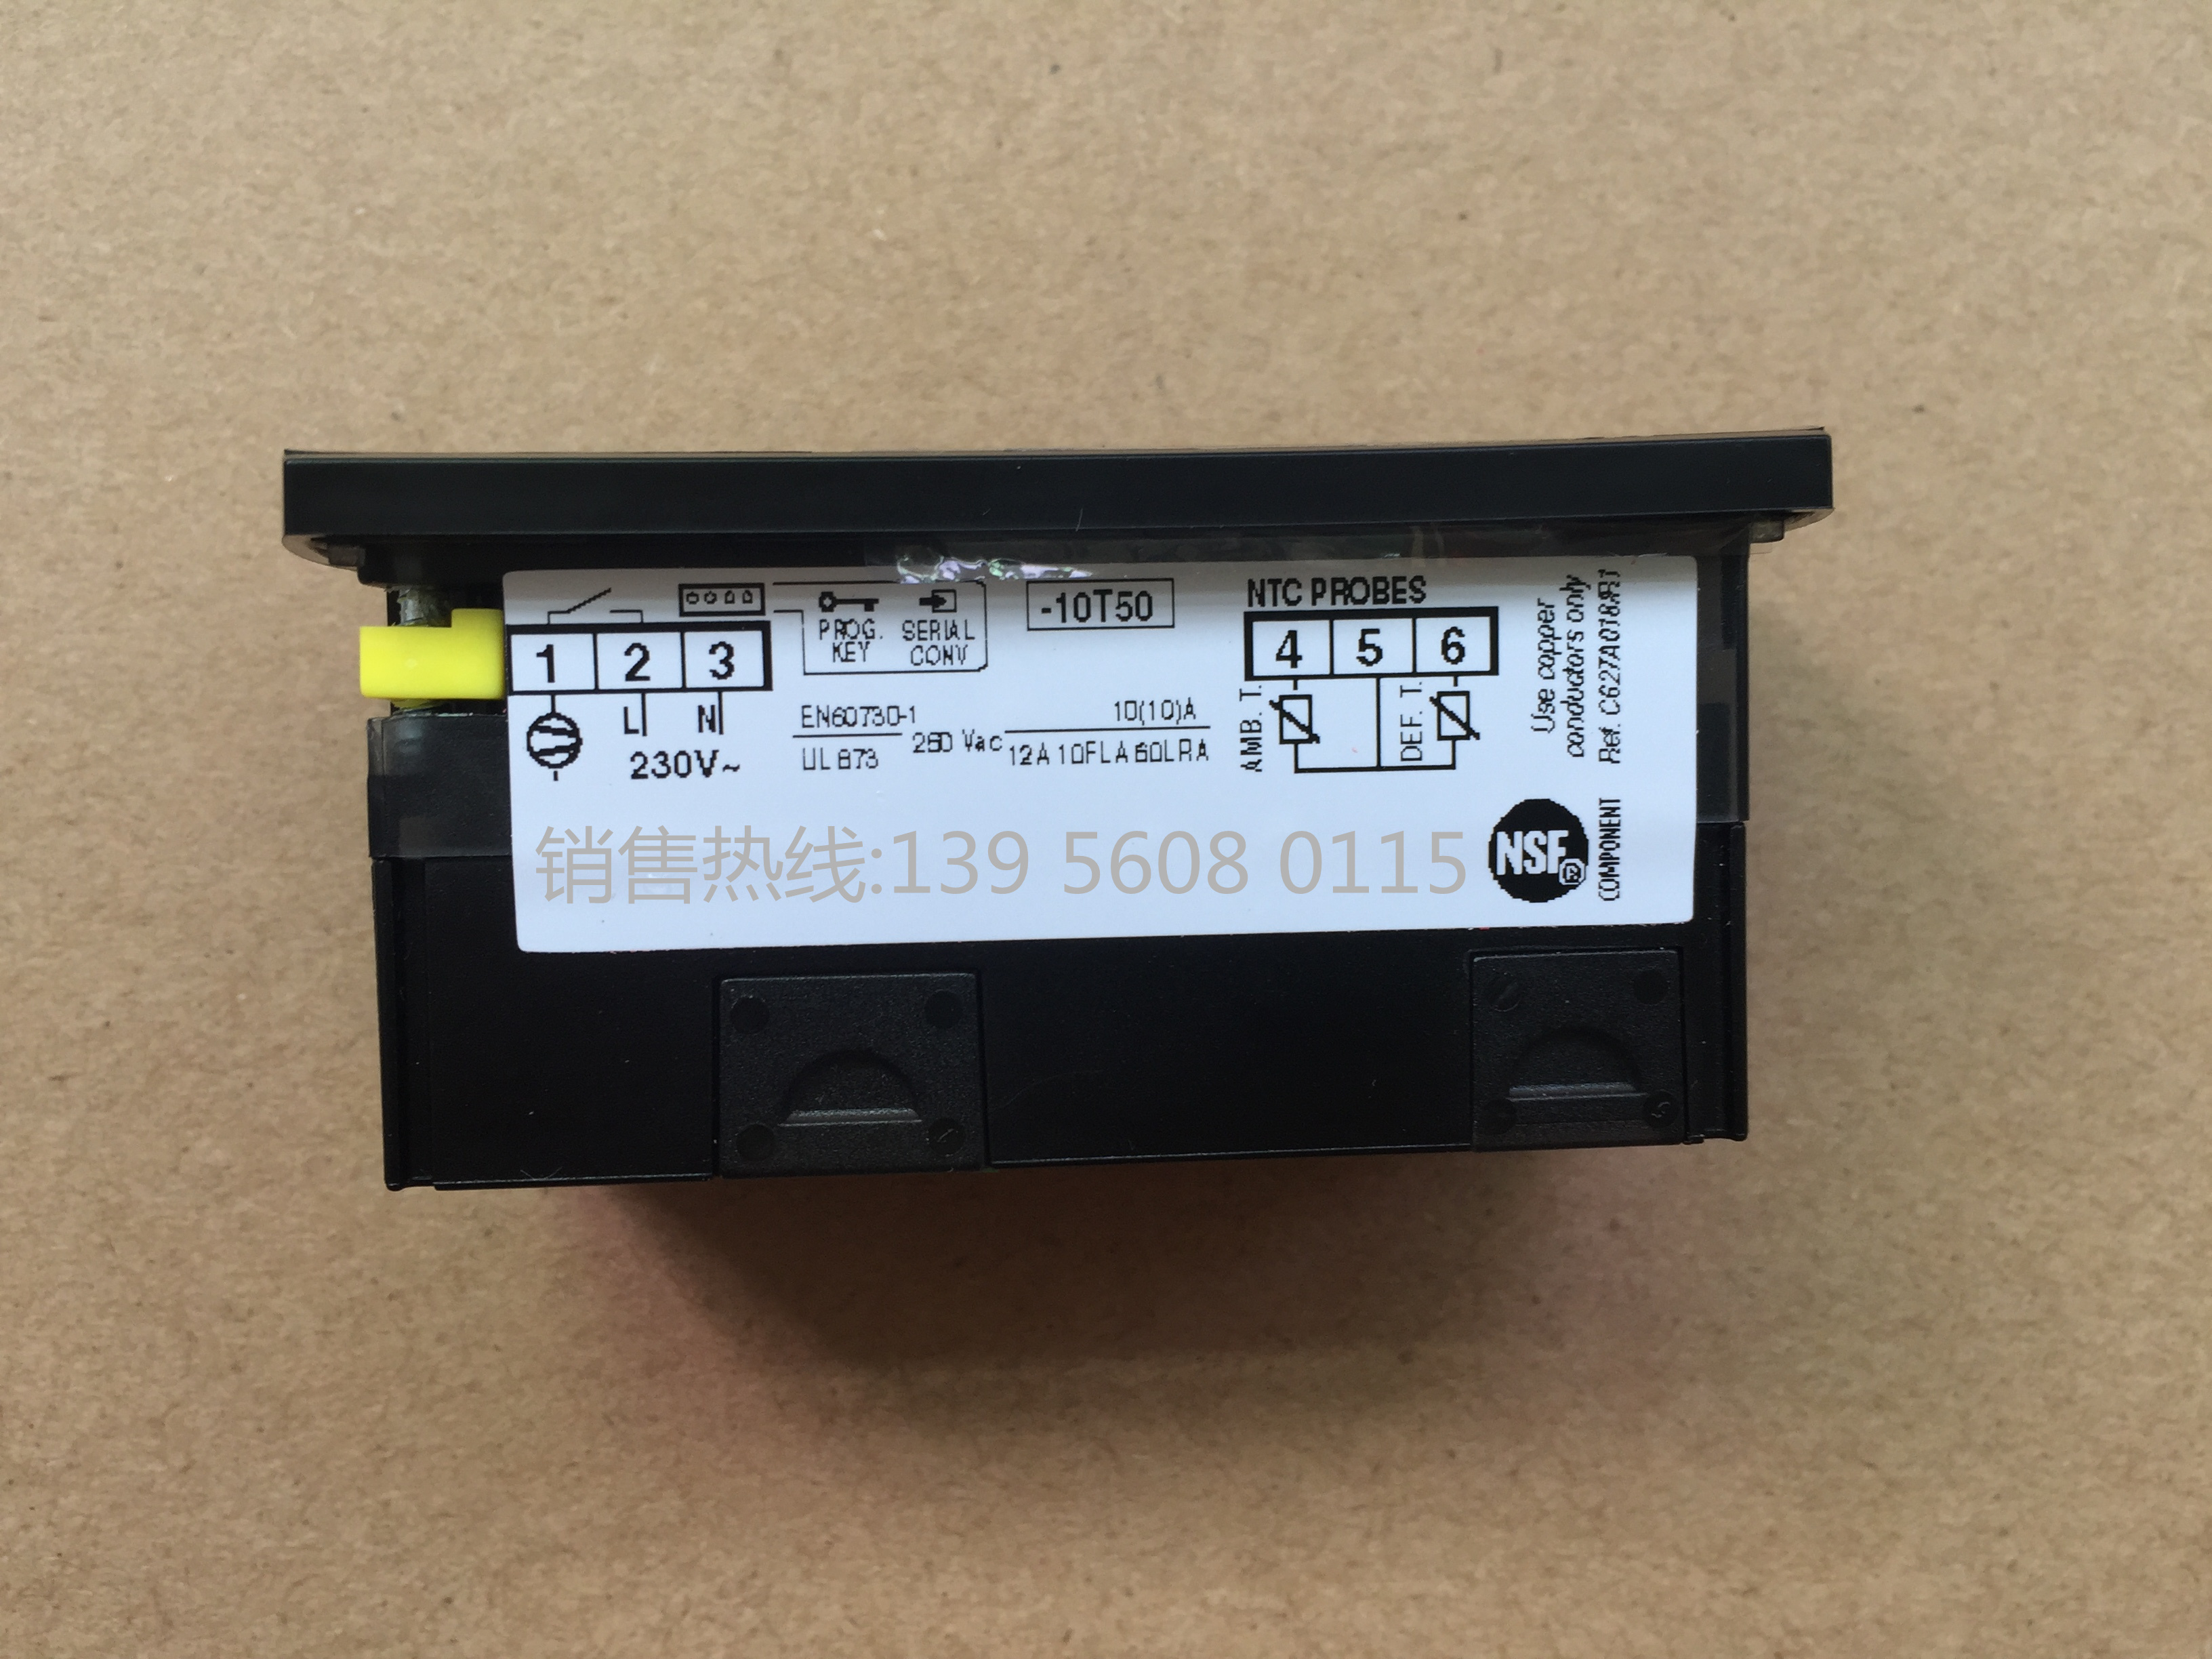 -10T50
NTC PROBES
PROG. KEY
SERIAL CONV
1 2 3
4 5 6
L N
230V~
EN60730-1
UL 873
250 Vac
10(10)A
12A 10FLA 60LRA
AMB. T.
DEF. T.
Use copper
conductors only
Ref. C627A018/R1
销售热线:139 5608 0115
NSF
COMPONENT